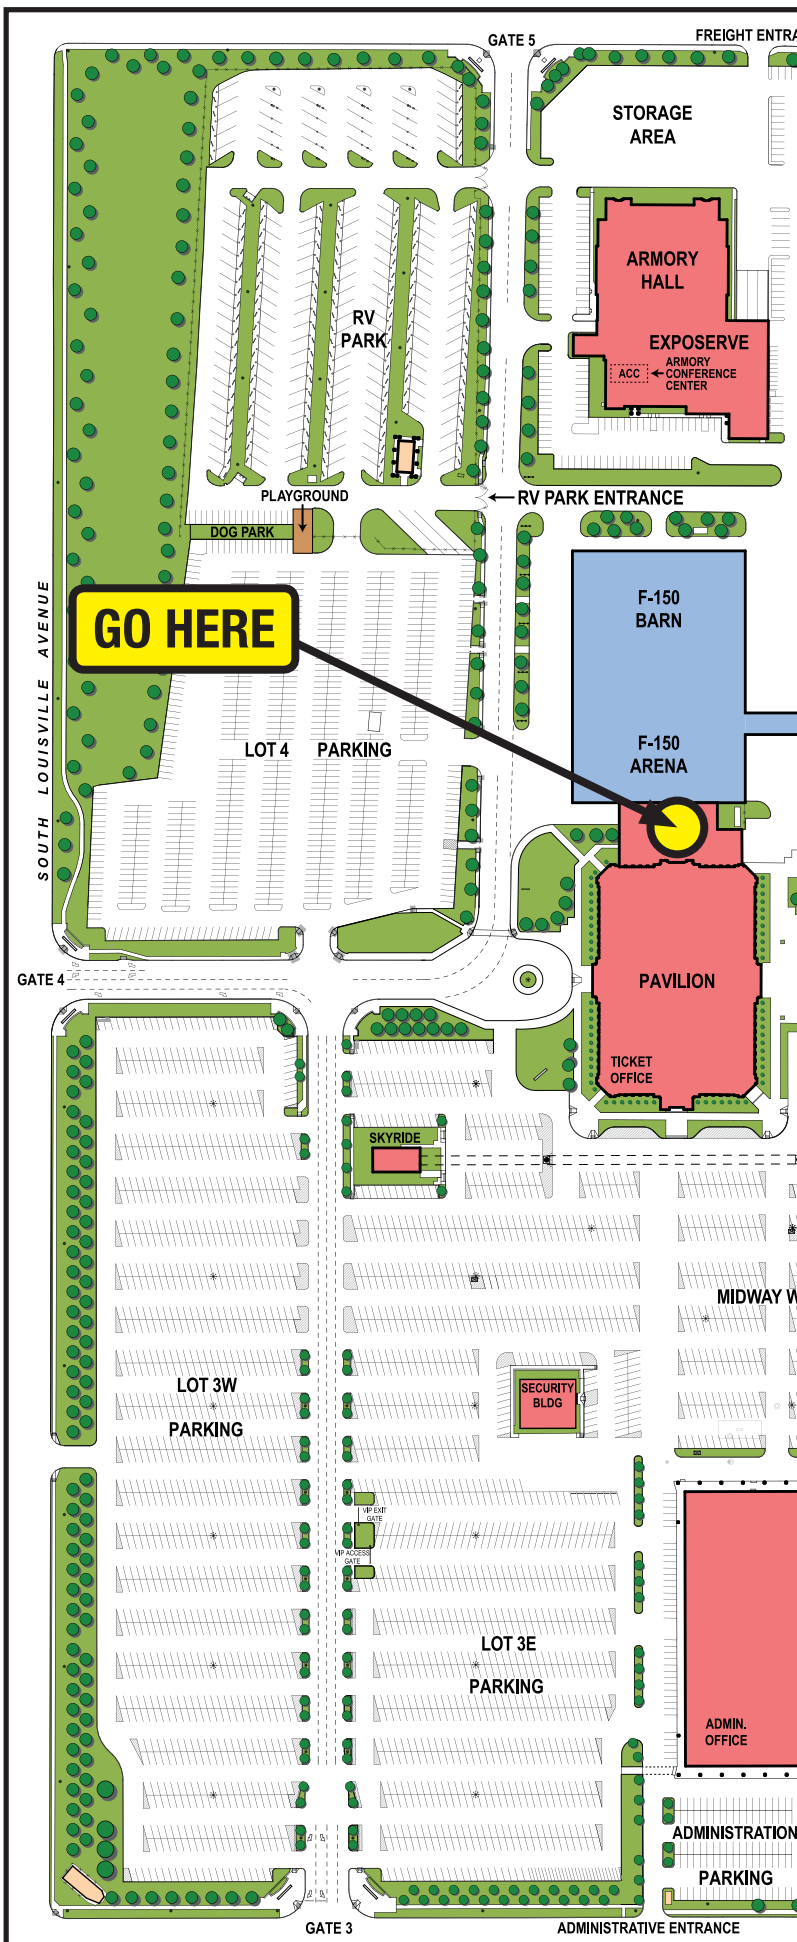 GATE 5
FREIGHT ENTRA
STORAGE
AREA
ARMORY
HALL
EXPOSERVE
ACC
ARMORY
CONFERENCE
CENTER
RV
PARK
PLAYGROUND
RV PARK ENTRANCE
DOG PARK
SOUTH LOUISVILLE AVENUE
F-150
BARN
GO HERE
LOT 4 PARKING
F-150
ARENA
GATE 4
PAVILION
TICKET
OFFICE
SKYRIDE
MIDWAY W
LOT 3W
PARKING
SECURITY
BLDG
VIP EXIT
GATE
VIP ACCESS
GATE
LOT 3E
PARKING
ADMIN.
OFFICE
ADMINISTRATION
PARKING
GATE 3
ADMINISTRATIVE ENTRANCE